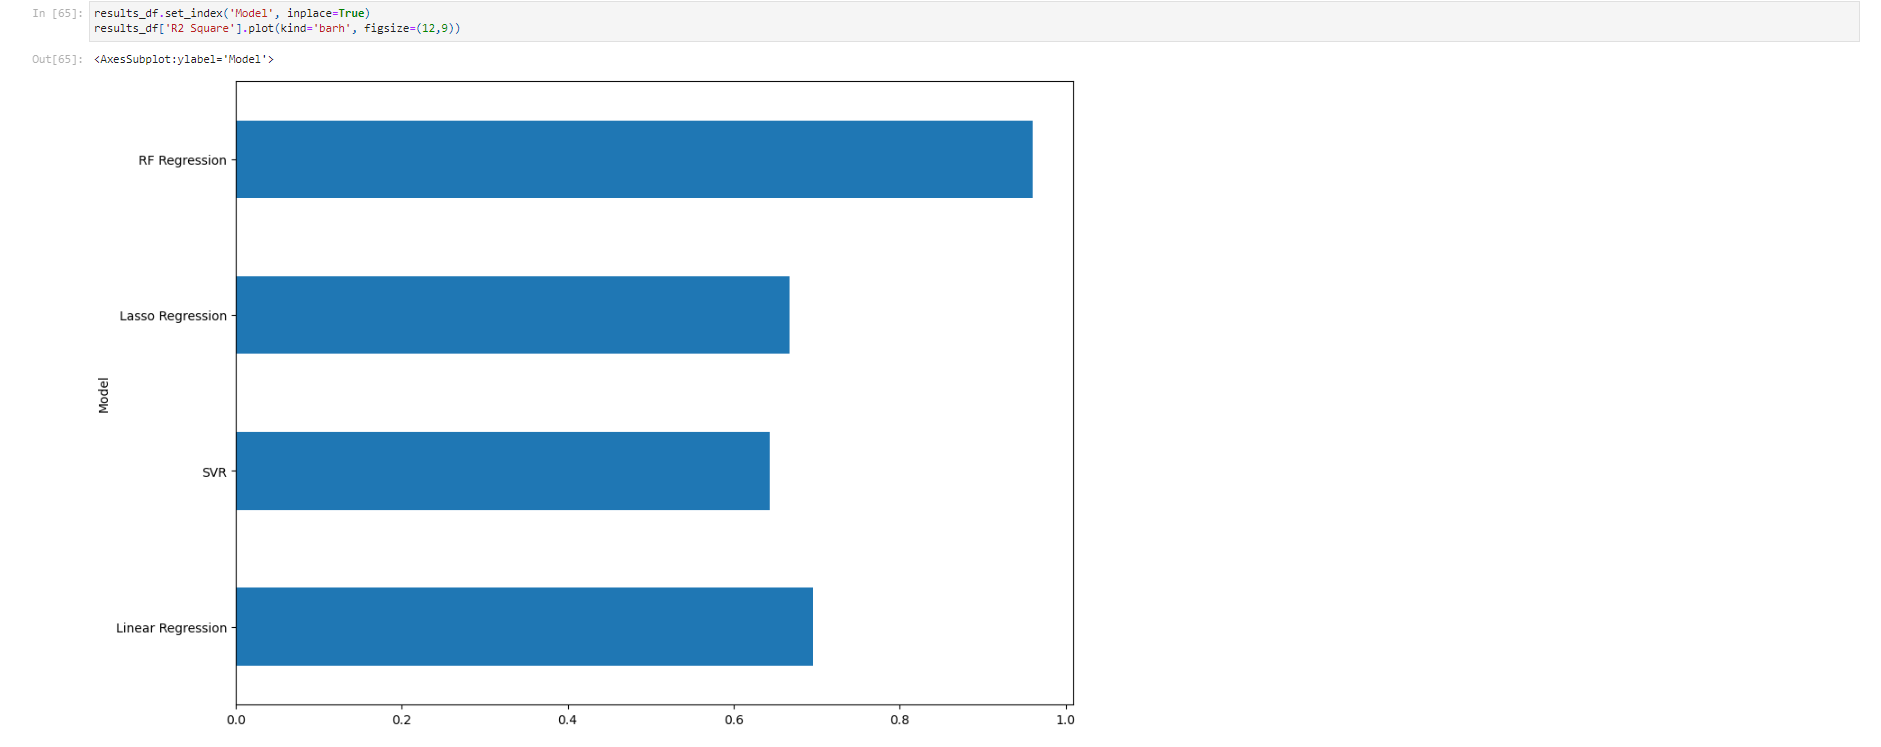 In [65]: results_df.set_index('Model', inplace=True)
results_df['R2 Square'].plot(kind='barh', figsize=(12,9))
Out[65]: <AxesSubplot:ylabel='Model'>
RF Regression
Lasso Regression
Model
SVR
Linear Regression
0.0 0.2 0.4 0.6 0.8 1.0